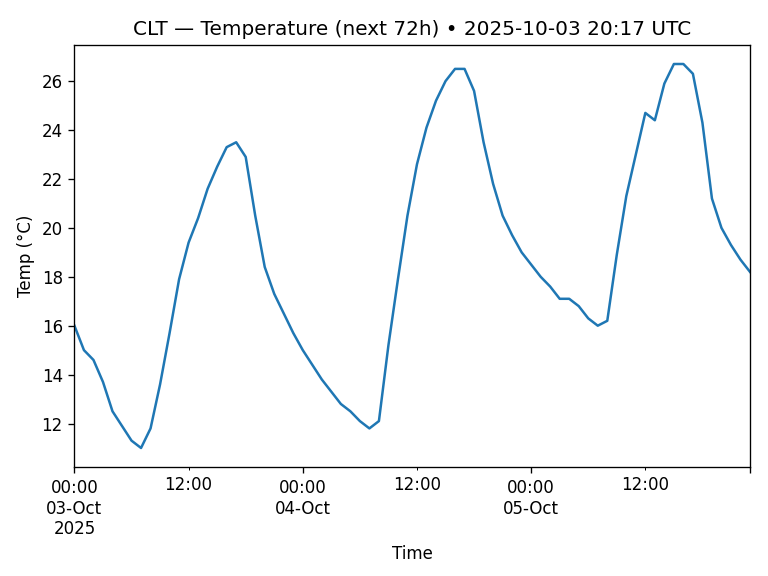 CLT — Temperature (next 72h) • 2025-10-03 20:17 UTC
Temp (°C)
26
24
22
20
18
16
14
12
00:00 12:00 00:00 12:00 00:00 12:00
03-Oct 04-Oct 05-Oct
2025
Time